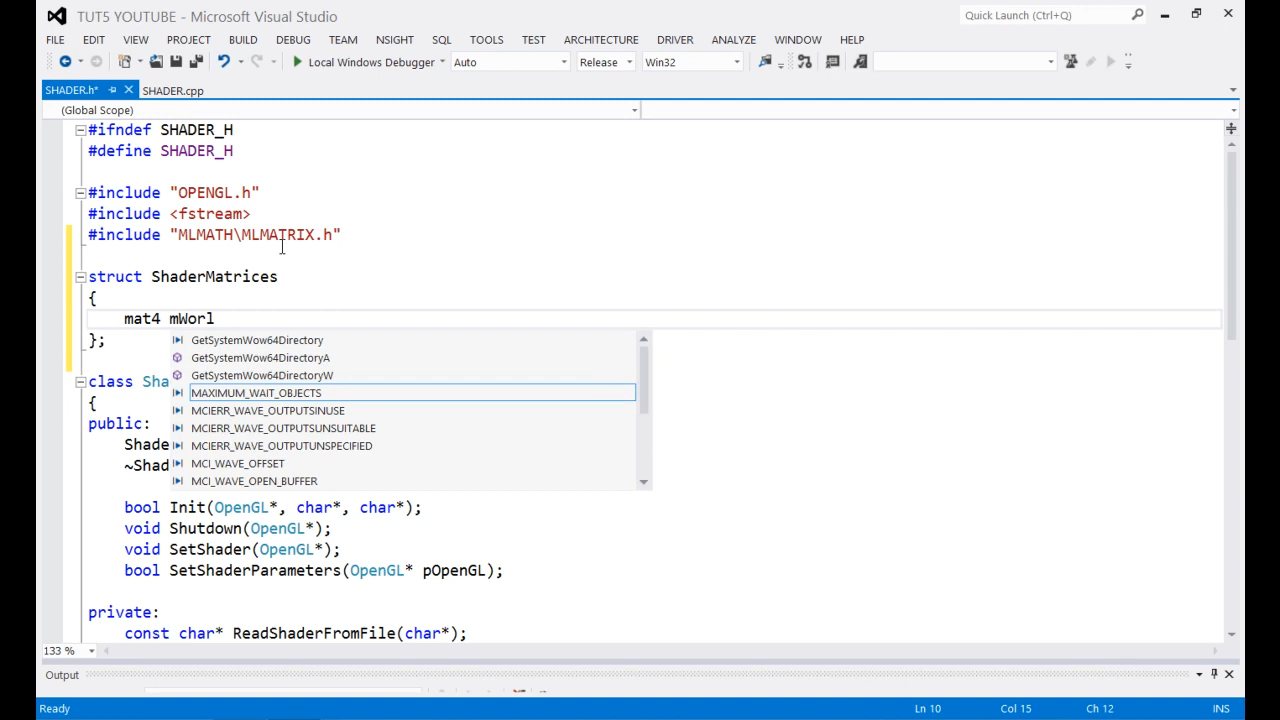 TUT5 YOUTUBE - Microsoft Visual Studio
Quick Launch (Ctrl+Q)
FILE EDIT VIEW PROJECT BUILD DEBUG TEAM NSIGHT SQL TOOLS TEST ARCHITECTURE DRIVER ANALYZE WINDOW HELP
Local Windows Debugger Auto Release Win32
SHADER.h* SHADER.cpp
(Global Scope)
#ifndef SHADER_H
#define SHADER_H
#include "OPENGL.h"
#include <fstream>
#include "MLMATH\MLMATRIX.h"
struct ShaderMatrices
{
mat4 mWorl
};
GetSystemWow64Directory
GetSystemWow64DirectoryA
GetSystemWow64DirectoryW
MAXIMUM_WAIT_OBJECTS
MCIERR_WAVE_OUTPUTSINUSE
MCIERR_WAVE_OUTPUTSUNSUITABLE
MCIERR_WAVE_OUTPUTUNSPECIFIED
MCI_WAVE_OFFSET
MCI_WAVE_OPEN_BUFFER
class Sha
{
public:
Shade
~Shad
bool Init(OpenGL*, char*, char*);
void Shutdown(OpenGL*);
void SetShader(OpenGL*);
bool SetShaderParameters(OpenGL* pOpenGL);
private:
const char* ReadShaderFromFile(char*);
133 %
Output
Ready Ln 10 Col 15 Ch 12 INS